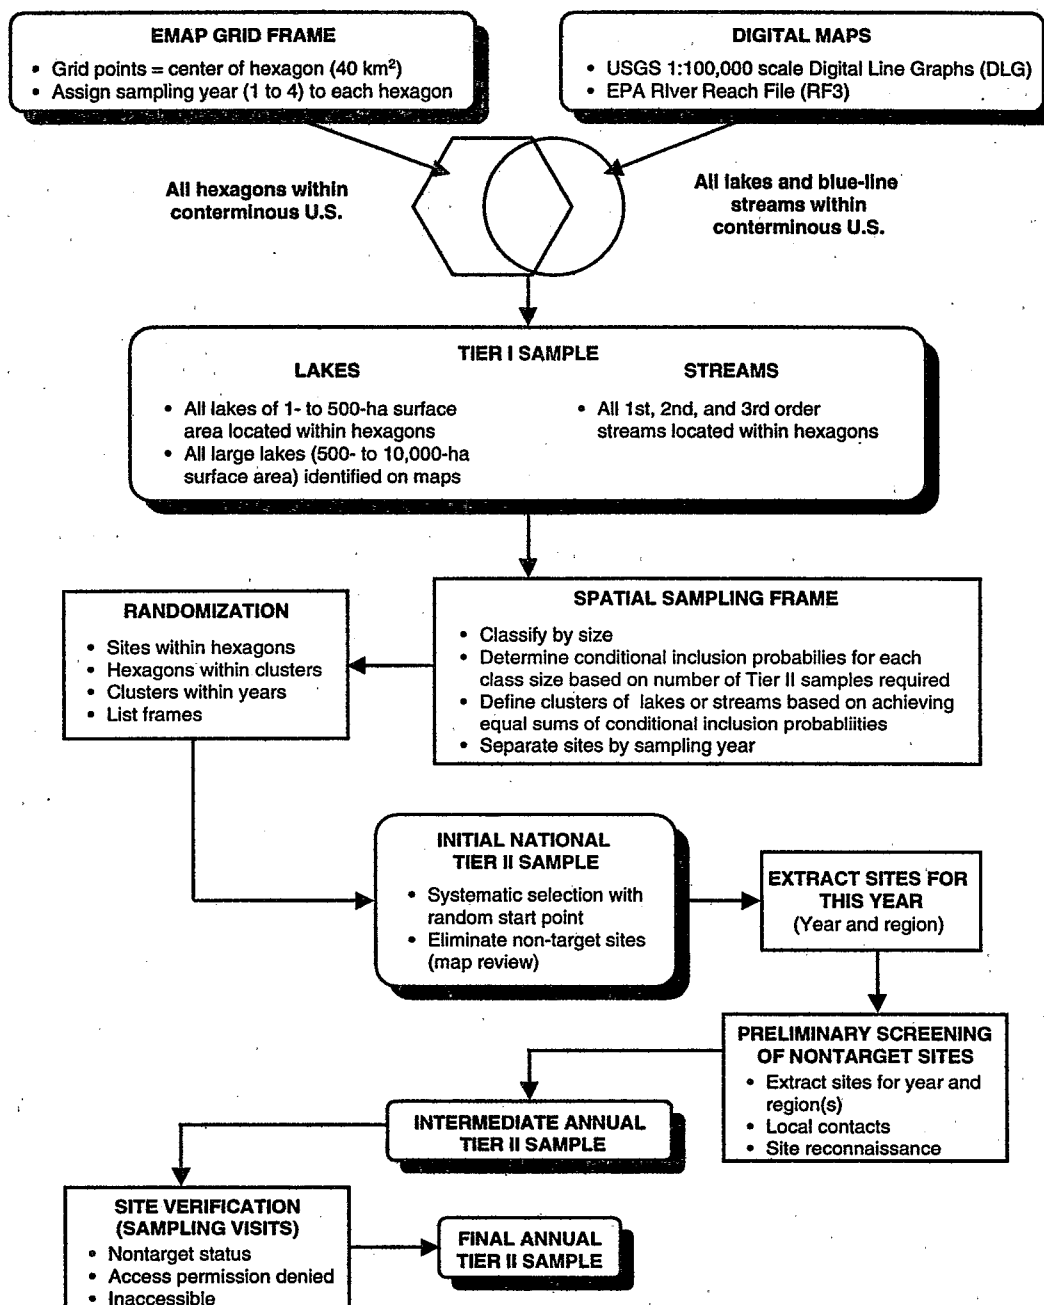 EMAP GRID FRAME
• Grid points = center of hexagon (40 km²)
• Assign sampling year (1 to 4) to each hexagon
DIGITAL MAPS
• USGS 1:100,000 scale Digital Line Graphs (DLG)
• EPA River Reach File (RF3)
All hexagons within
conterminous U.S.
All lakes and blue-line
streams within
conterminous U.S.
TIER I SAMPLE
LAKES
• All lakes of 1- to 500-ha surface
area located within hexagons
• All large lakes (500- to 10,000-ha
surface area) identified on maps
STREAMS
• All 1st, 2nd, and 3rd order
streams located within hexagons
SPATIAL SAMPLING FRAME
• Classify by size
• Determine conditional inclusion probabilies for each
class size based on number of Tier II samples required
• Define clusters of lakes or streams based on achieving
equal sums of conditional inclusion probabliities
• Separate sites by sampling year
RANDOMIZATION
• Sites within hexagons
• Hexagons within clusters
• Clusters within years
• List frames
INITIAL NATIONAL
TIER II SAMPLE
• Systematic selection with
random start point
• Eliminate non-target sites
(map review)
EXTRACT SITES FOR
THIS YEAR
(Year and region)
PRELIMINARY SCREENING
OF NONTARGET SITES
• Extract sites for year and
region(s)
• Local contacts
• Site reconnaissance
INTERMEDIATE ANNUAL
TIER II SAMPLE
SITE VERIFICATION
(SAMPLING VISITS)
• Nontarget status
• Access permission denied
• Inaccessible
FINAL ANNUAL
TIER II SAMPLE